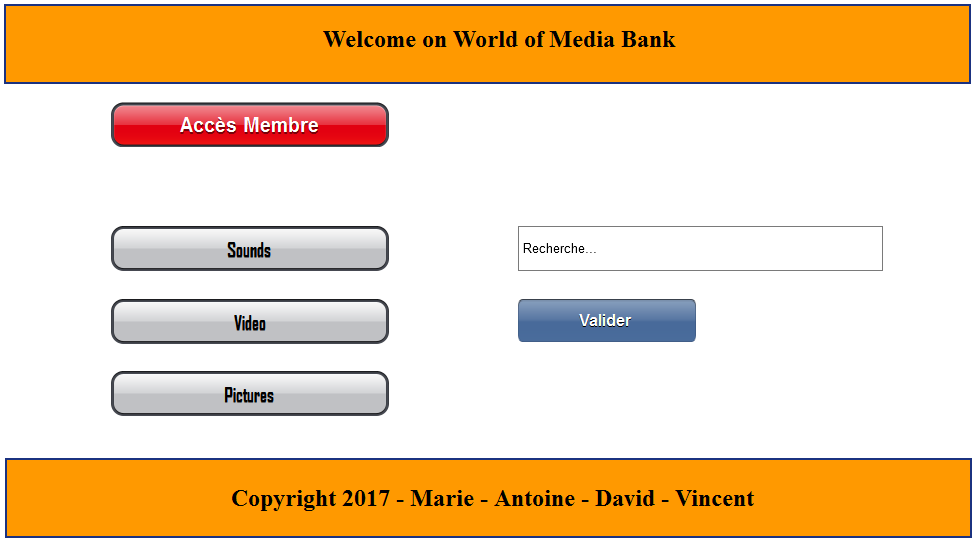 Welcome on World of Media Bank
Accès Membre
Sounds
Recherche...
Video
Valider
Pictures
Copyright 2017 - Marie - Antoine - David - Vincent